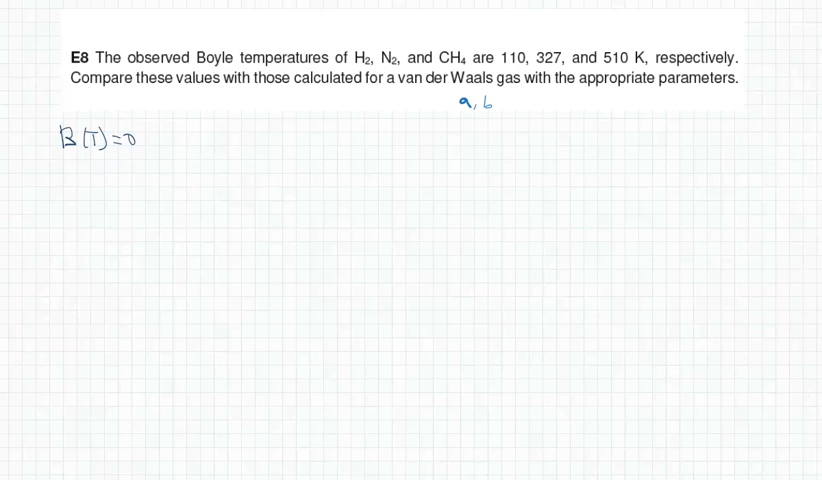 E8 The observed Boyle temperatures of H₂, N₂, and CH₄ are 110, 327, and 510 K, respectively.
Compare these values with those calculated for a van der Waals gas with the appropriate parameters.
a, b
B(T)=0